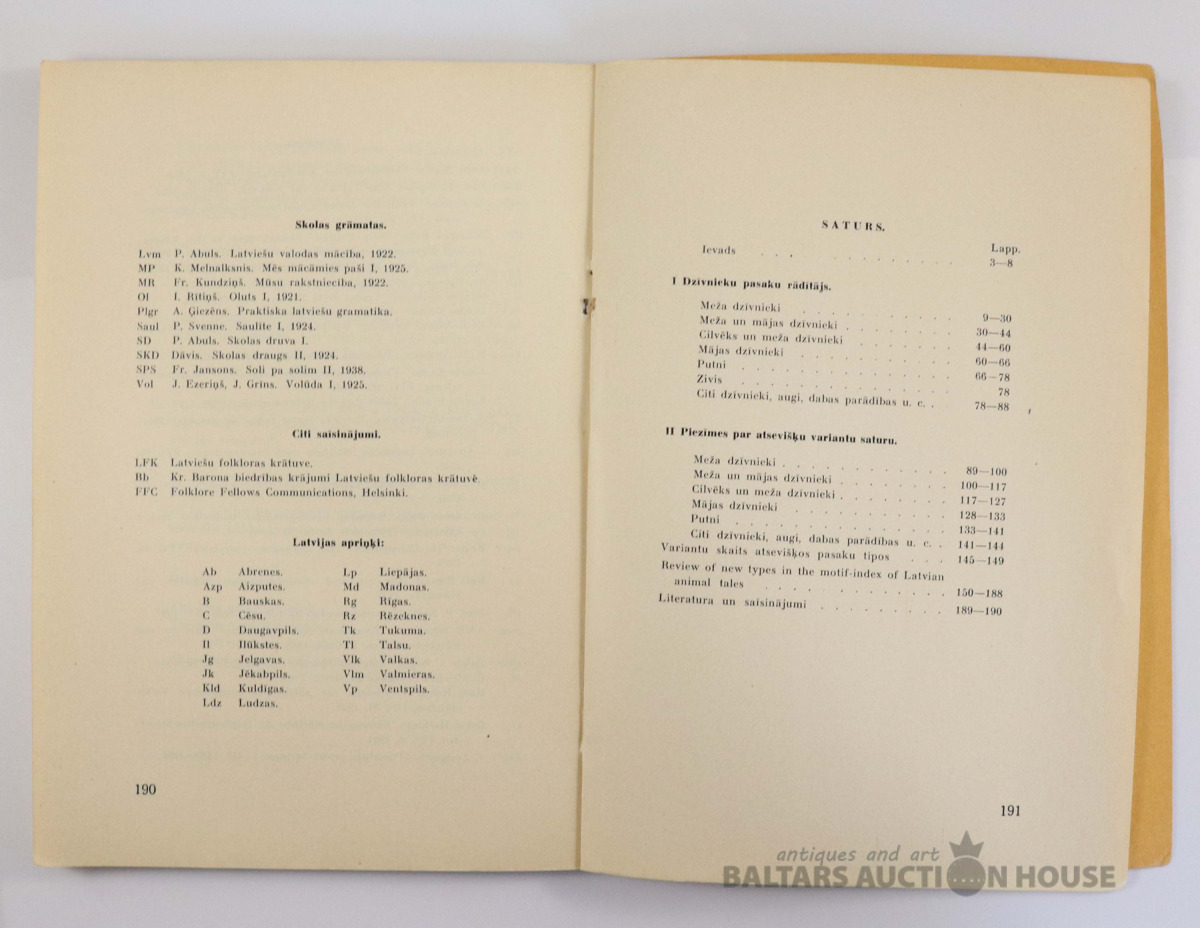 Skolas grāmatas.
Lvm P. Abuls. Latviešu valodas mācība, 1922.
MP K. Melnalksnis. Mēs mācāmies paši I, 1925.
MR Fr. Kundziņš. Mūsu rakstniecība, 1922.
Ol I. Rītiņš. Oluts I, 1921.
Plgr A. Ģiezēns. Praktiska latviešu gramatika.
Saul P. Svenne. Saulīte I, 1924.
SD P. Abuls. Skolas druva I.
SKD Dāvis. Skolas draugs II, 1924.
SPS Fr. Jansons. Soli pa solim II, 1938.
Vol J. Ezeriņš, J. Grīns. Volūda I, 1925.
Citi saīsinājumi.
LFK Latviešu folkloras krātuve.
Bb Kr. Barona biedrības krājumi Latviešu folkloras krātuvē.
FFC Folklore Fellows Communications, Helsinki.
Latvijas apriņķi:
Ab Abrenes. Lp Liepājas.
Azp Aizputes. Md Madonas.
B Bauskas. Rg Rīgas.
C Cēsu. Rz Rēzeknes.
D Daugavpils. Tk Tukuma.
Il Ilūkstes. Tl Talsu.
Jg Jelgavas. Vlk Valkas.
Jk Jēkabpils. Vlm Valmieras.
Kld Kuldīgas. Vp Ventspils.
Ldz Ludzas.
190
SATURS.
Lapp.
Ievads . . . . . . . . . . 3—8
I Dzīvnieku pasaku rādītājs.
Meža dzīvnieki . . . . . . . . 9—30
Meža un mājas dzīvnieki . . . . . . . 30—44
Cilvēks un meža dzīvnieki . . . . . . . 44—60
Mājas dzīvnieki . . . . . . . . 60—66
Putni . . . . . . . . . . . 66—78
Zivis . . . . . . . . . . . 78
Citi dzīvnieki, augi, dabas parādības u. c. . 78—88
II Piezīmes par atsevišķu variantu saturu.
Meža dzīvnieki . . . . . . . . . 89—100
Meža un mājas dzīvnieki . . . . . . 100—117
Cilvēks un meža dzīvnieki . . . . . . 117—127
Mājas dzīvnieki . . . . . . . . 128—133
Putni . . . . . . . . . . . 133—141
Citi dzīvnieki, augi, dabas parādības u. c. . 141—144
Variantu skaits atsevišķos pasaku tipos . . . 145—149
Review of new types in the motif-index of Latvian
animal tales . . . . . . . . . 150—188
Literatura un saīsinājumi . . . . . . . . 189—190
191
antiques and art
BALTARS AUCTION HOUSE